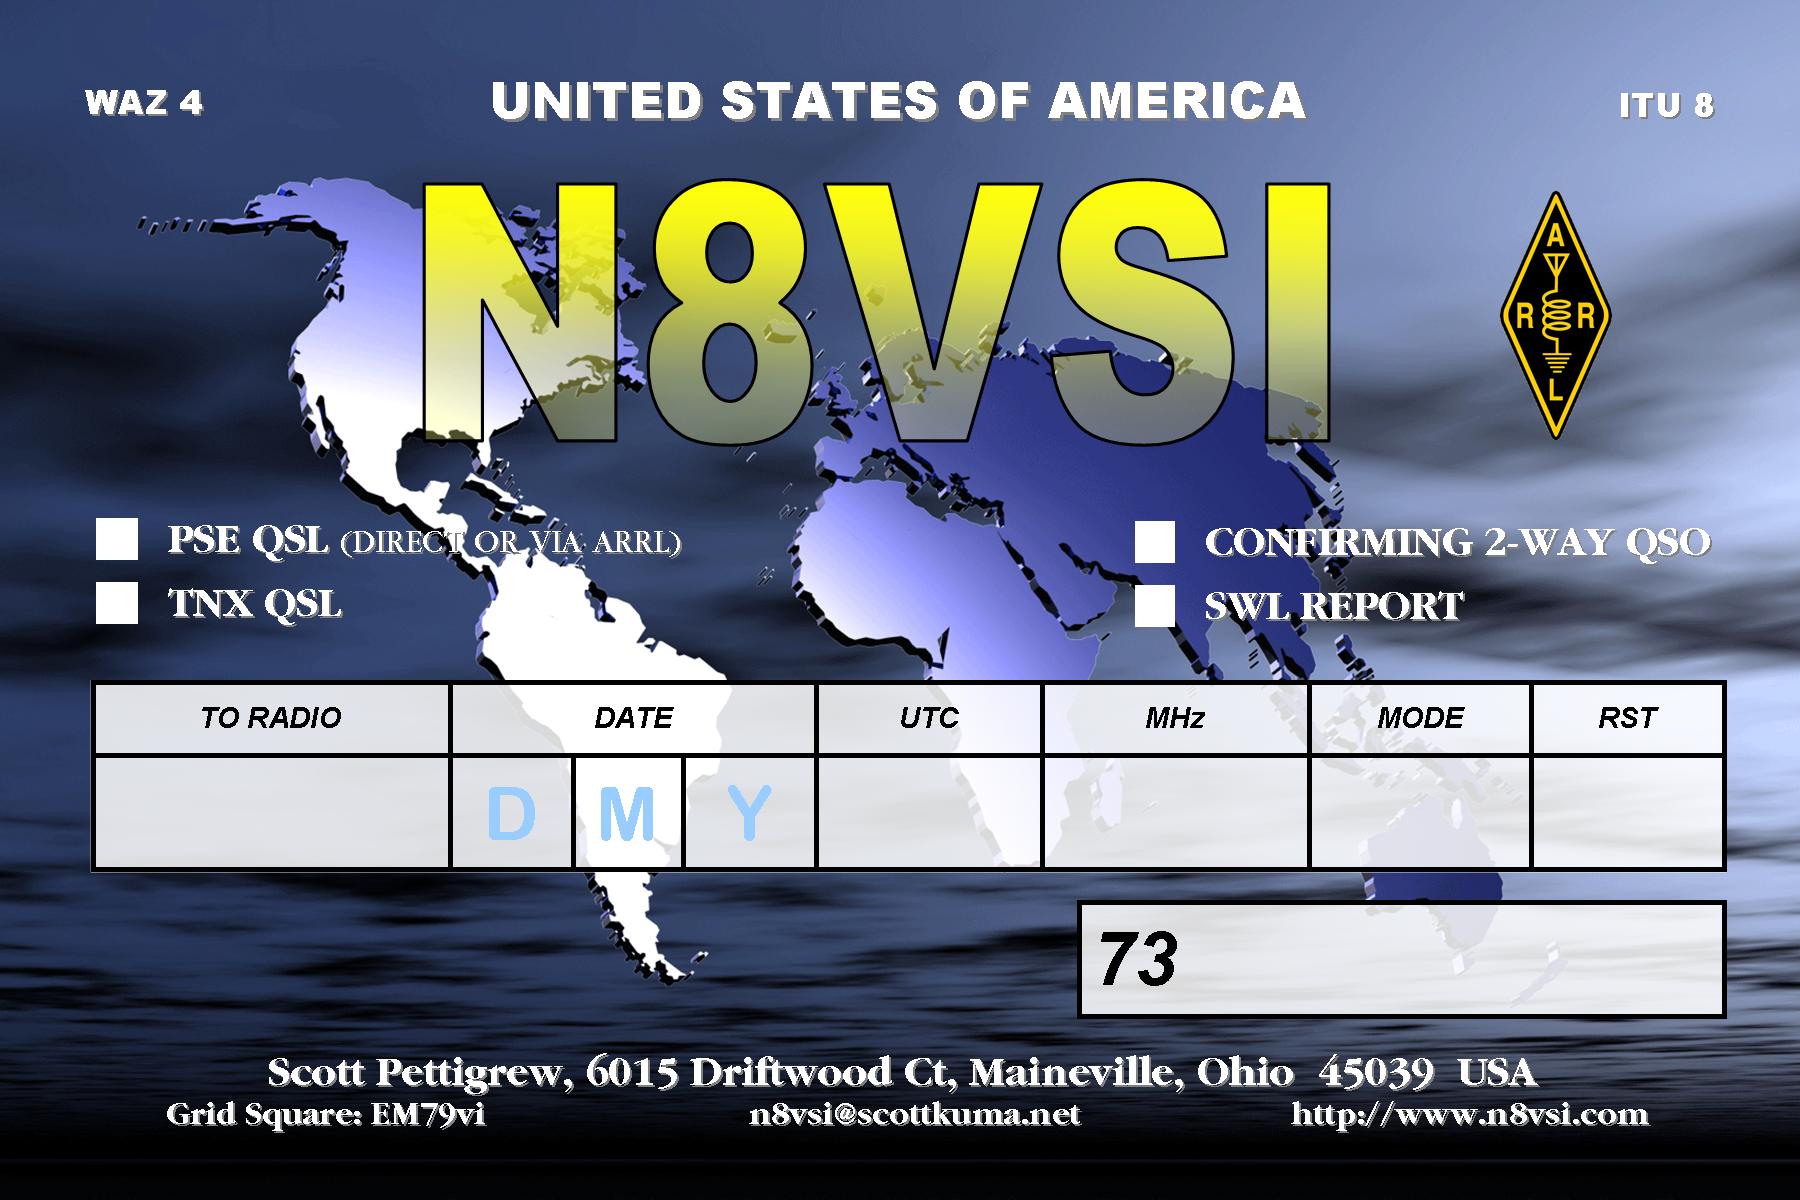 WAZ 4 UNITED STATES OF AMERICA ITU 8
N8VSI
A
R R
L
PSE QSL (DIRECT OR VIA ARRL) CONFIRMING 2-WAY QSO
TNX QSL SWL REPORT
TO RADIO DATE UTC MHz MODE RST
D M Y
73
Scott Pettigrew, 6015 Driftwood Ct, Maineville, Ohio 45039 USA
Grid Square: EM79vi n8vsi@scottkuma.net http://www.n8vsi.com